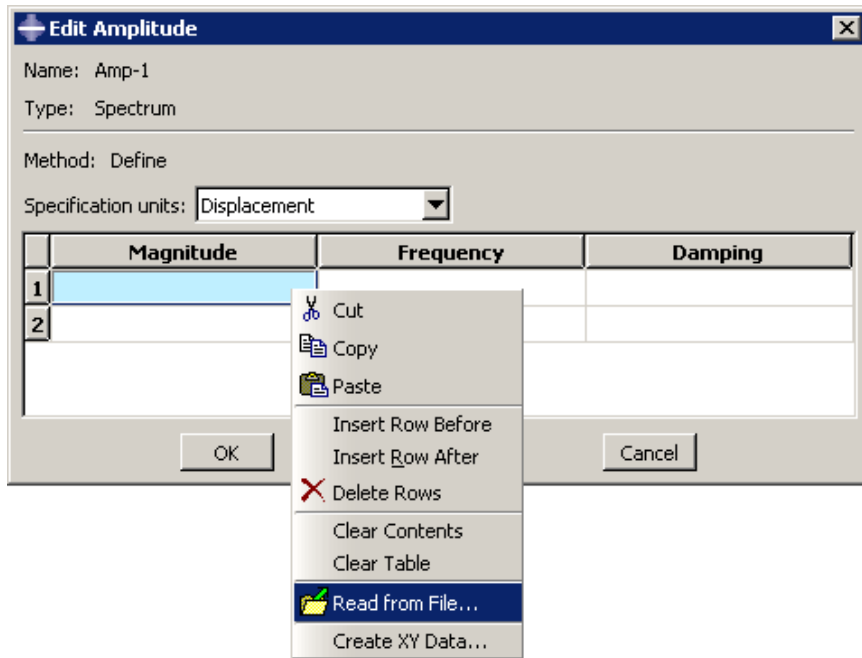 Edit Amplitude
Name: Amp-1
Type: Spectrum
Method: Define
Specification units: Displacement
Magnitude Frequency Damping
1
2
Cut
Copy
Paste
Insert Row Before
Insert Row After
Delete Rows
Clear Contents
Clear Table
Read from File...
Create XY Data...
OK Cancel